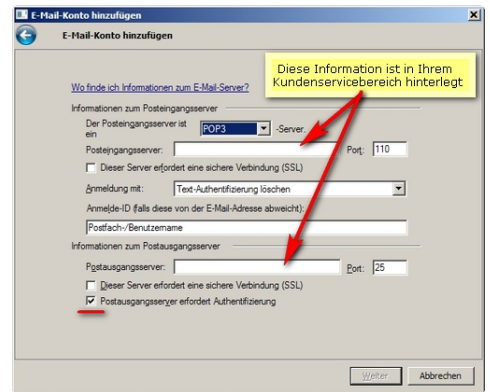 E-Mail-Konto hinzufügen
E-Mail-Konto hinzufügen
Diese Information ist in Ihrem
Kundenservicebereich hinterlegt
Wo finde ich Informationen zum E-Mail-Server?
Informationen zum Posteingangsserver
Der Posteingangsserver ist
ein
POP3
-Server.
Posteingangsserver:
Port:
110
Dieser Server erfordert eine sichere Verbindung (SSL)
Anmeldung mit:
Text-Authentifizierung löschen
Anmelde-ID (falls diese von der E-Mail-Adresse abweicht):
Postfach-/Benutzername
Informationen zum Postausgangsserver
Postausgangsserver:
Port:
25
Dieser Server erfordert eine sichere Verbindung (SSL)
Postausgangsserver erfordert Authentifizierung
Weiter
Abbrechen